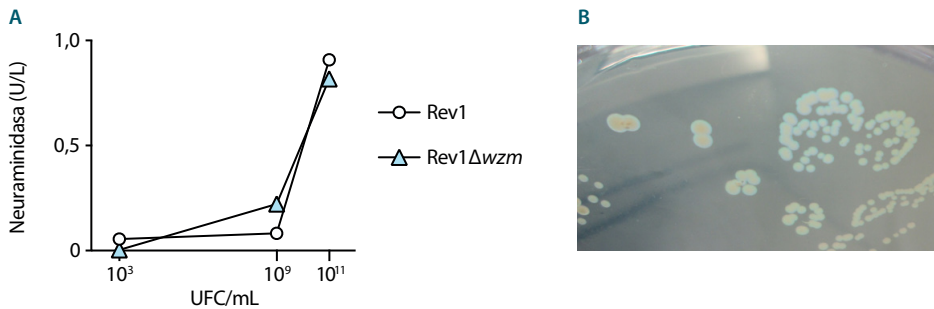 A
B
Neuraminidasa (U/L)
1,0
0,5
0
10³
10⁹
10¹¹
UFC/mL
Rev1
Rev1Δwzm